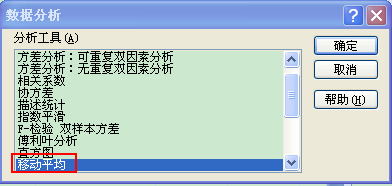 数据分析
分析工具(A)
方差分析：可重复双因素分析
方差分析：无重复双因素分析
相关系数
协方差
描述统计
指数平滑
F-检验 双样本方差
傅利叶分析
直方图
移动平均
确定
取消
帮助(H)